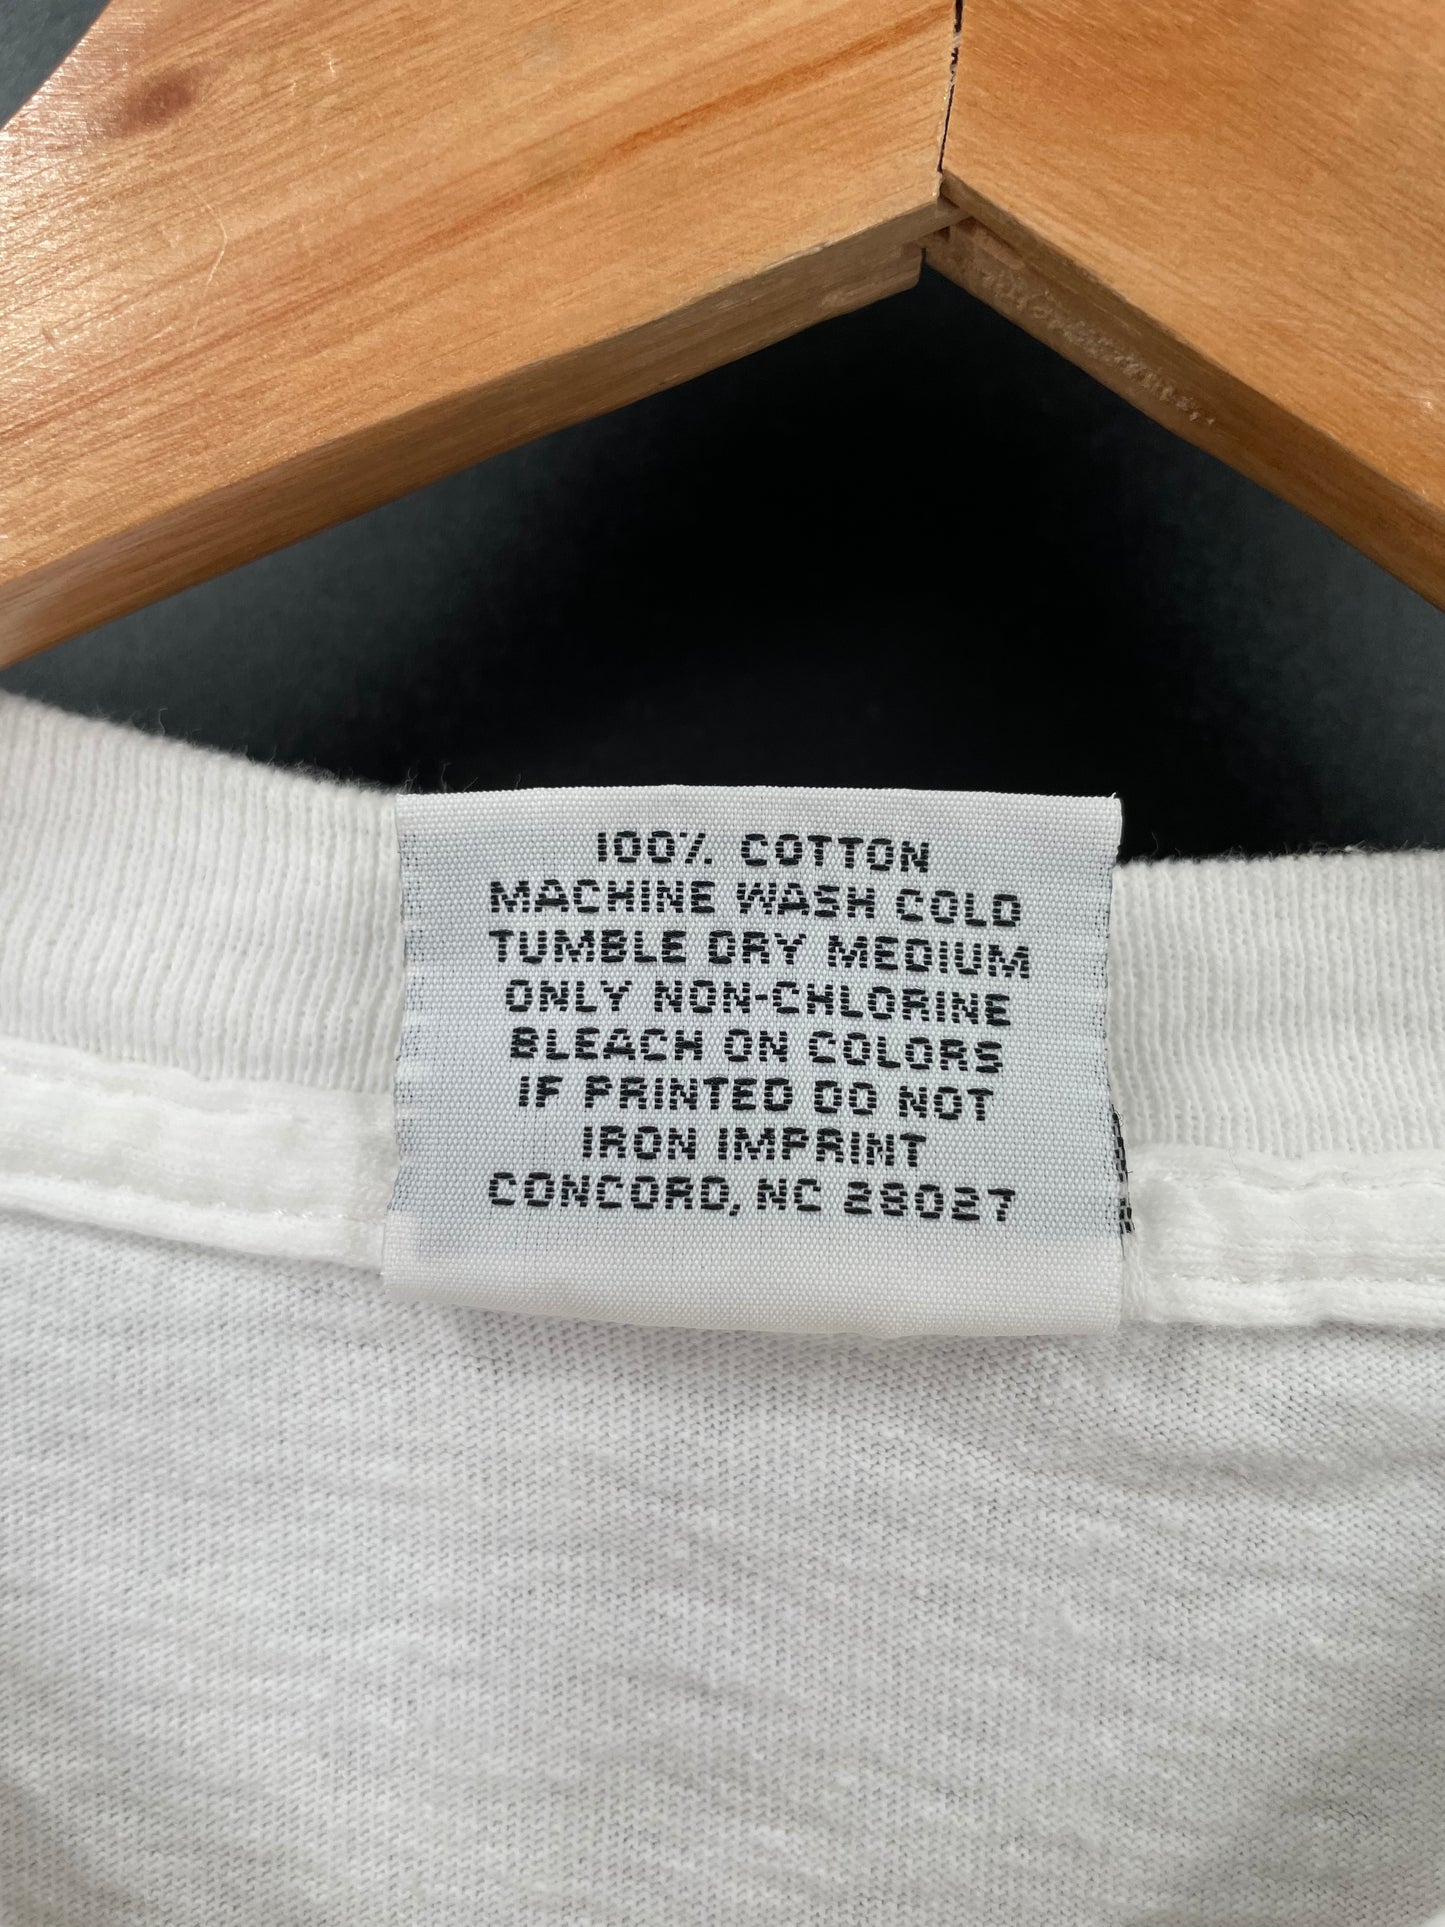 100% COTTON
MACHINE WASH COLD
TUMBLE DRY MEDIUM
ONLY NON-CHLORINE
BLEACH ON COLORS
IF PRINTED DO NOT
IRON IMPRINT
CONCORD, NC 28027